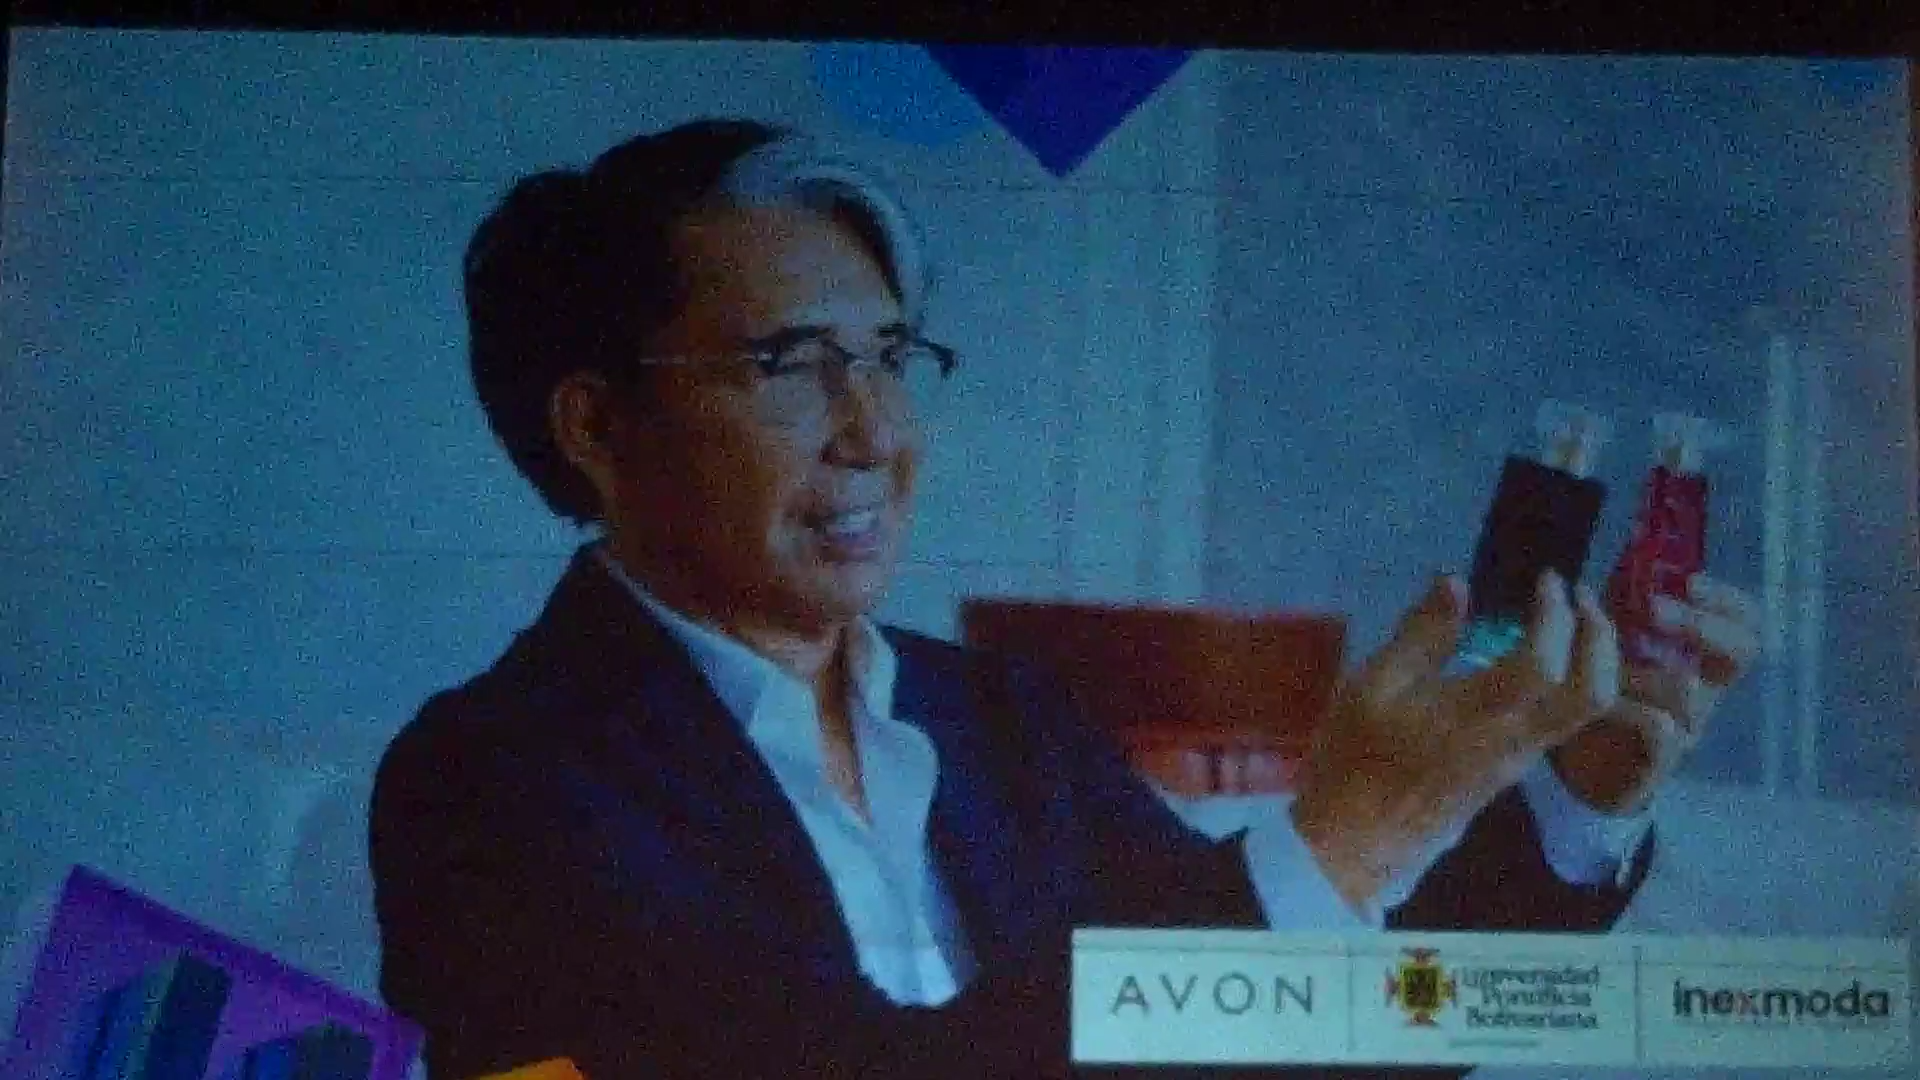 AVON
Universidad
Pontificia
Bolivariana
inexmoda